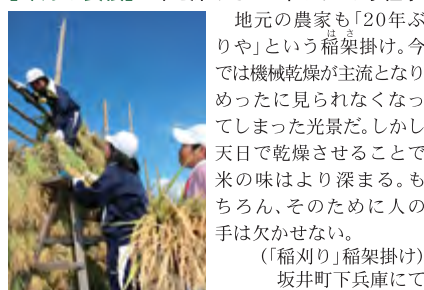 地元の農家も「20年ぶ
りや」という稲架掛け。今
では機械乾燥が主流となり
めったに見られなくなっ
てしまった光景だ。しかし
天日で乾燥させることで
米の味はより深まる。も
ちろん、そのために人の
手は欠かせない。
(「稲刈り」稲架掛け)
坂井町下兵庫にて